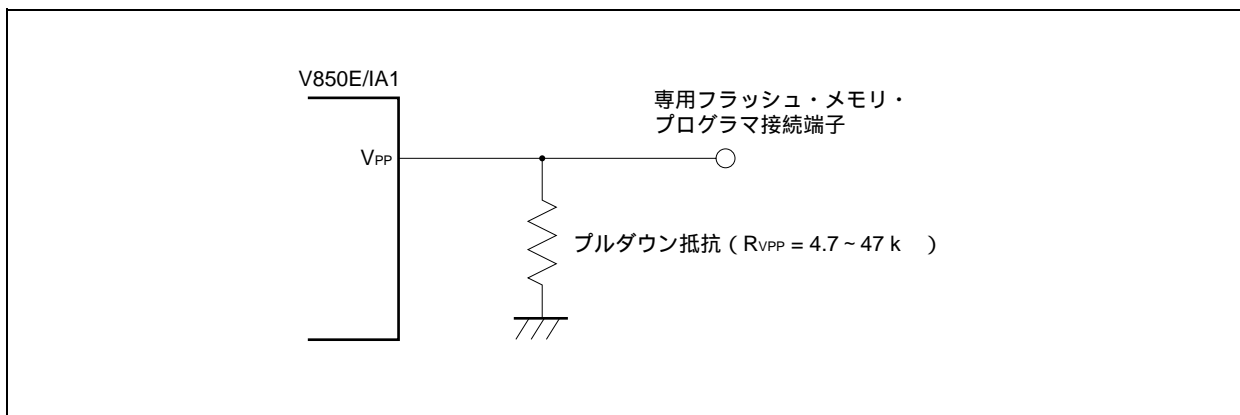 V850E/IA1
専用フラッシュ・メモリ・
プログラマ接続端子
VPP
プルダウン抵抗（RVPP = 4.7 ~ 47 k　）